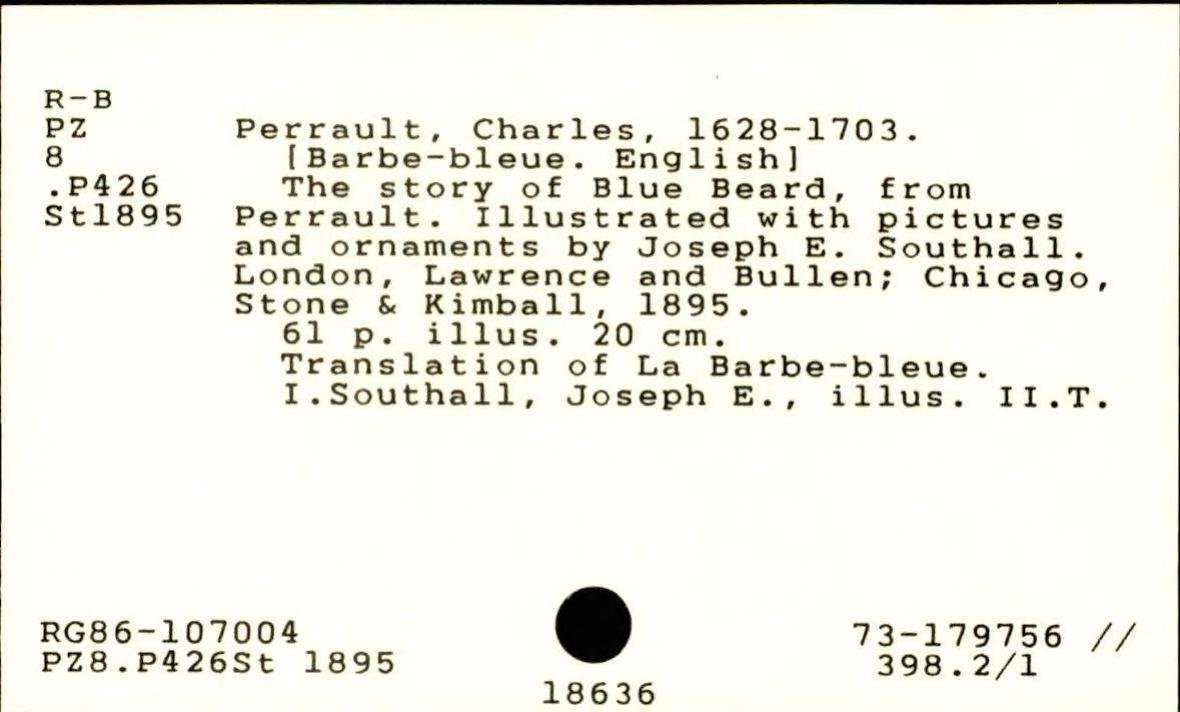 R-B
PZ Perrault, Charles, 1628-1703.
8 [Barbe-bleue. English]
.P426 The story of Blue Beard, from
St1895 Perrault. Illustrated with pictures
and ornaments by Joseph E. Southall.
London, Lawrence and Bullen; Chicago,
Stone & Kimball, 1895.
61 p. illus. 20 cm.
Translation of La Barbe-bleue.
I.Southall, Joseph E., illus. II.T.
RG86-107004 73-179756 //
PZ8.P426St 1895 398.2/1
18636